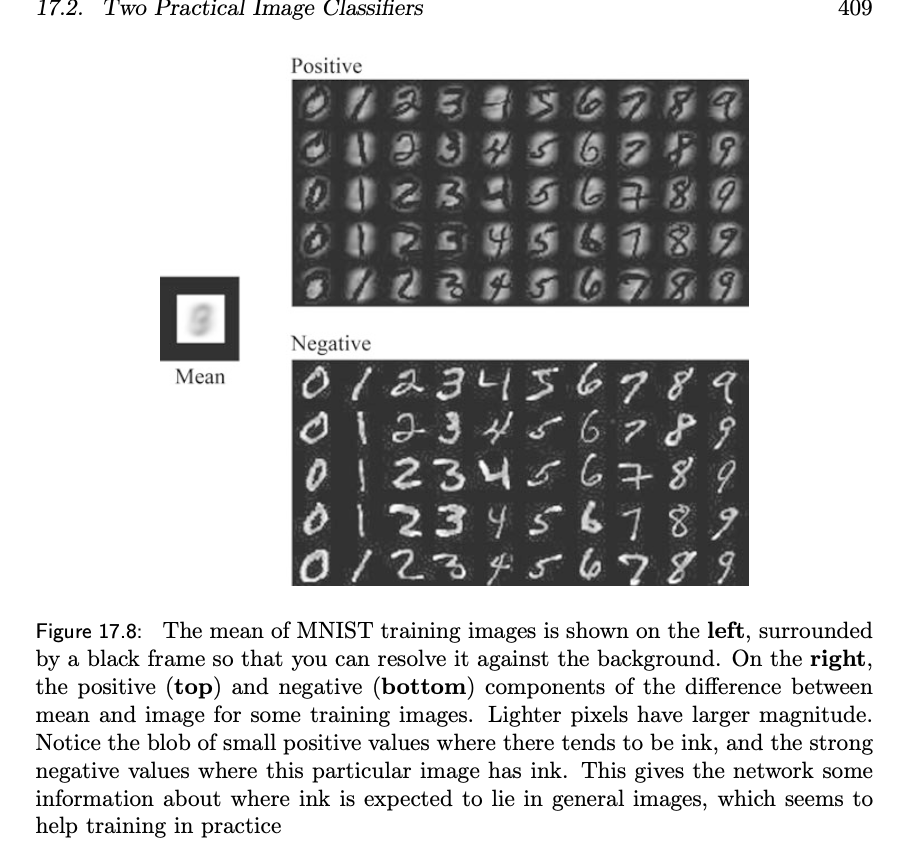 17.2. Two Practical Image Classifiers 409
Positive
0 1 2 3 4 5 6 7 8 9
0 1 2 3 4 5 6 7 8 9
0 1 2 3 4 5 6 7 8 9
0 1 2 3 4 5 6 7 8 9
0 1 2 3 4 5 6 7 8 9
Mean
Negative
0 1 2 3 4 5 6 7 8 9
0 1 2 3 4 5 6 7 8 9
0 1 2 3 4 5 6 7 8 9
0 1 2 3 4 5 6 7 8 9
0 1 2 3 4 5 6 7 8 9
Figure 17.8: The mean of MNIST training images is shown on the left, surrounded
by a black frame so that you can resolve it against the background. On the right,
the positive (top) and negative (bottom) components of the difference between
mean and image for some training images. Lighter pixels have larger magnitude.
Notice the blob of small positive values where there tends to be ink, and the strong
negative values where this particular image has ink. This gives the network some
information about where ink is expected to lie in general images, which seems to
help training in practice